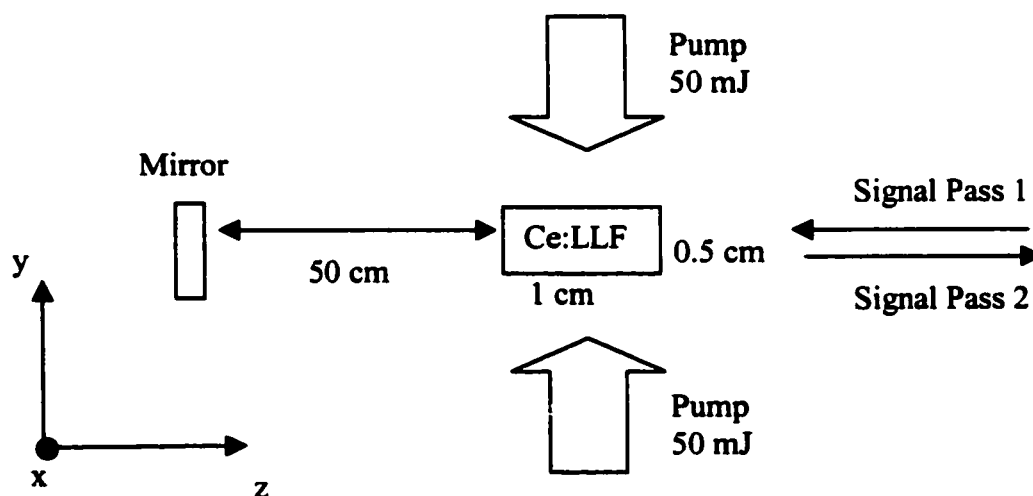 Pump
50 mJ
Mirror
Signal Pass 1
Ce:LLF
0.5 cm
y
50 cm
1 cm
Signal Pass 2
Pump
50 mJ
x
z